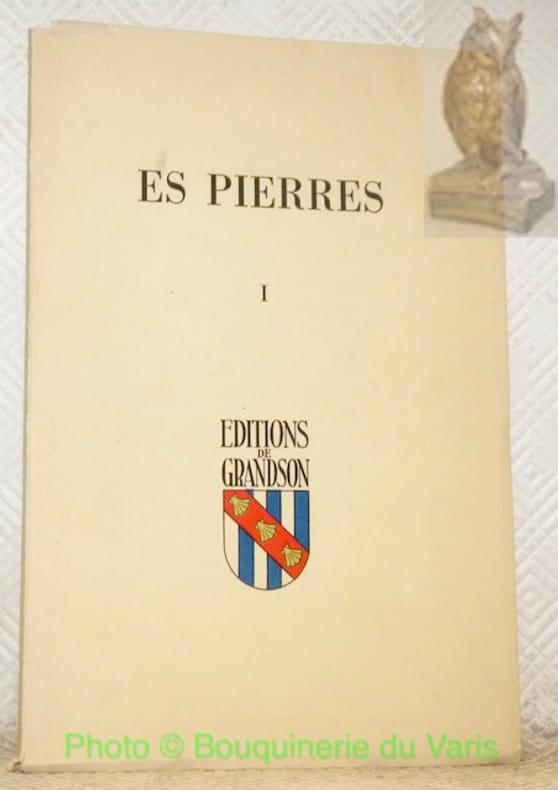 ES PIERRES
I
EDITIONS
DE
GRANDSON
Photo © Bouquinerie du Varis